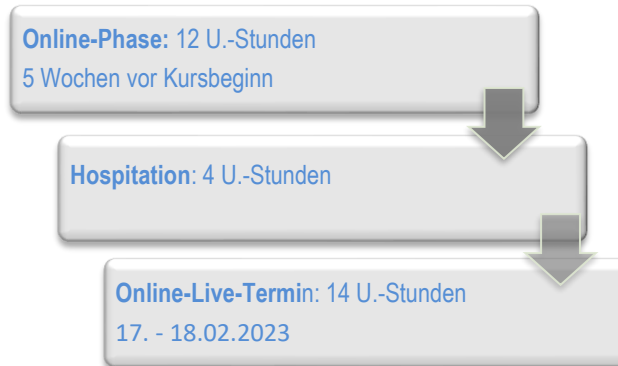 Online-Phase: 12 U.-Stunden
5 Wochen vor Kursbeginn
Hospitation: 4 U.-Stunden
Online-Live-Termin: 14 U.-Stunden
17. - 18.02.2023